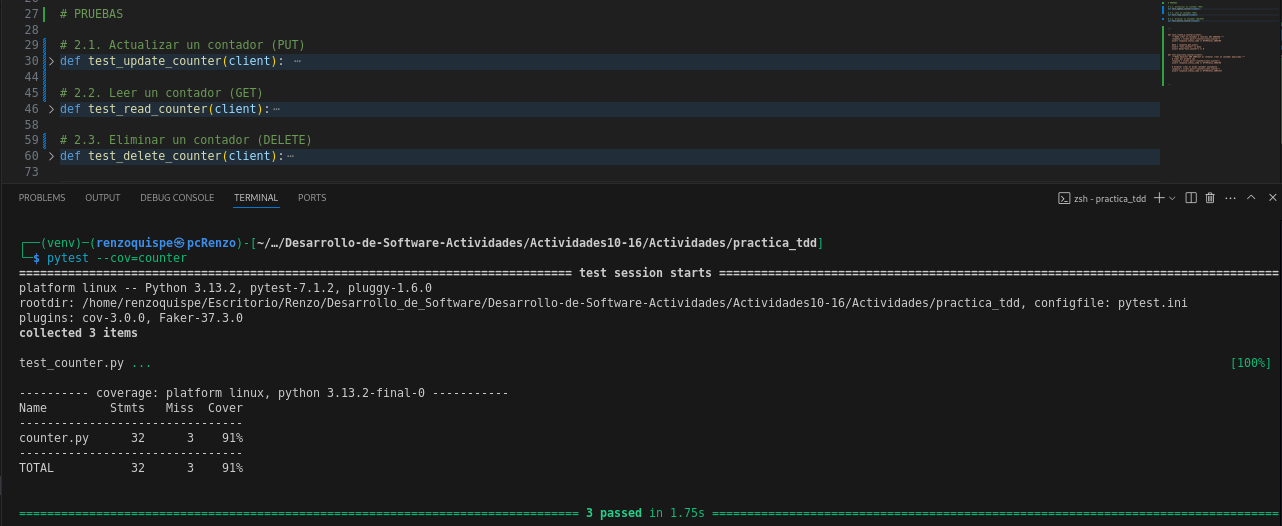 27 # PRUEBAS
28
29 # 2.1. Actualizar un contador (PUT)
30 > def test_update_counter(client): ⋯
44
45 # 2.2. Leer un contador (GET)
46 > def test_read_counter(client):⋯
58
59 # 2.3. Eliminar un contador (DELETE)
60 > def test_delete_counter(client):⋯
73
PROBLEMS OUTPUT DEBUG CONSOLE TERMINAL PORTS zsh - practica_tdd
┌──(venv)─(renzoquispe㉿pcRenzo)-[~/…/Desarrollo-de-Software-Actividades/Actividades10-16/Actividades/practica_tdd]
└─$ pytest --cov=counter
=============================================================================== test session starts ================================================================================
platform linux -- Python 3.13.2, pytest-7.1.2, pluggy-1.6.0
rootdir: /home/renzoquispe/Escritorio/Renzo/Desarrollo_de_Software/Desarrollo-de-Software-Actividades/Actividades10-16/Actividades/practica_tdd, configfile: pytest.ini
plugins: cov-3.0.0, Faker-37.3.0
collected 3 items
test_counter.py ... [100%]
---------- coverage: platform linux, python 3.13.2-final-0 -----------
Name Stmts Miss Cover
--------------------------------
counter.py 32 3 91%
--------------------------------
TOTAL 32 3 91%
================================================================================ 3 passed in 1.75s =================================================================================